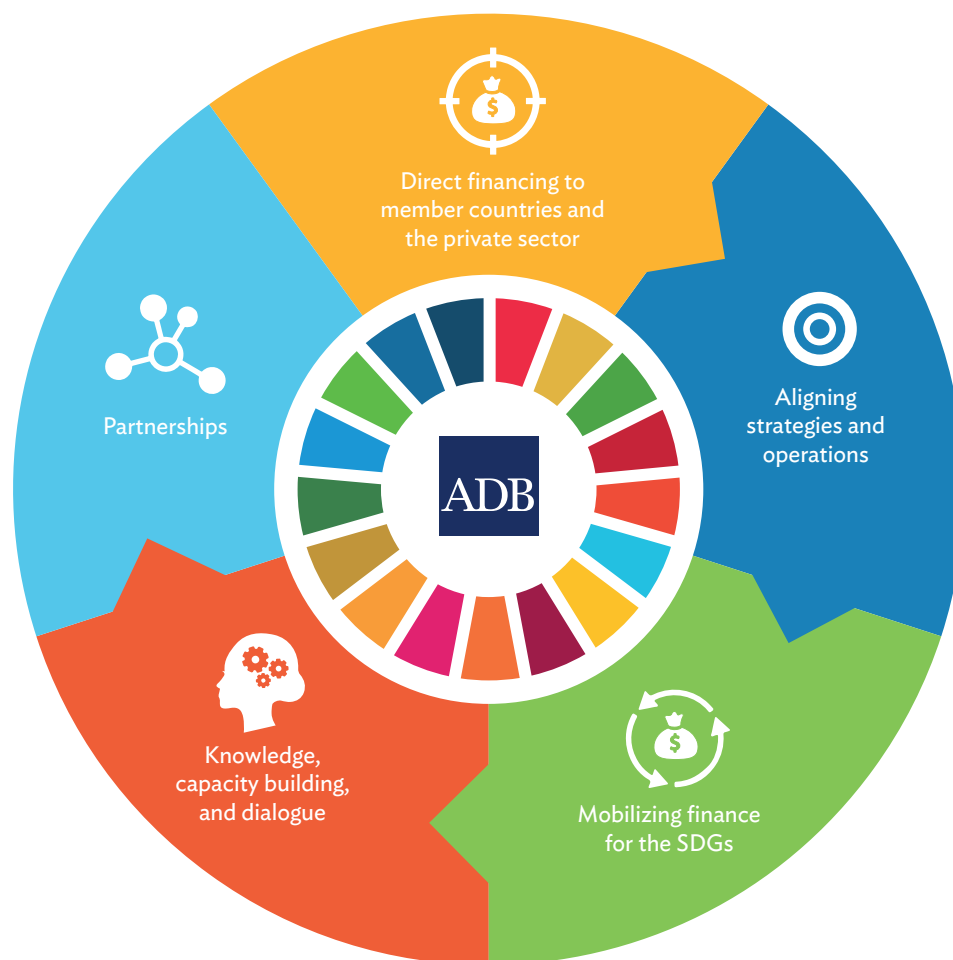 $
Direct financing to
member countries and
the private sector
Aligning
strategies and
operations
$
Mobilizing finance
for the SDGs
Knowledge,
capacity building,
and dialogue
Partnerships
ADB